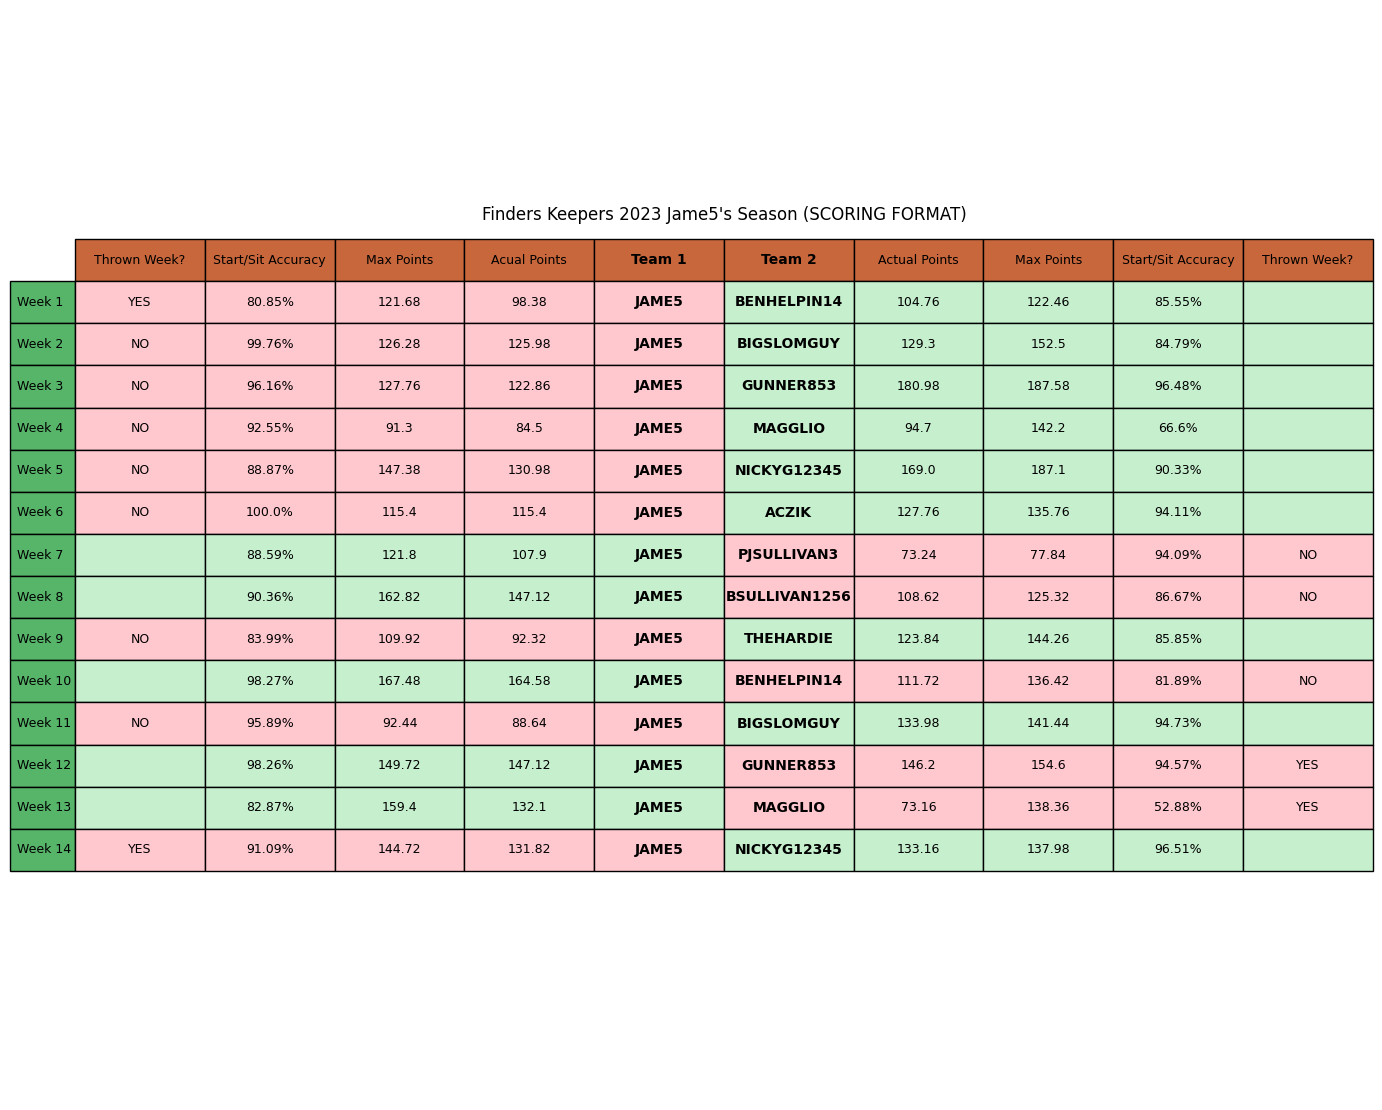 Finders Keepers 2023 Jame5's Season (SCORING FORMAT)
Thrown Week? Start/Sit Accuracy Max Points Acual Points Team 1 Team 2 Actual Points Max Points Start/Sit Accuracy Thrown Week?
Week 1 YES 80.85% 121.68 98.38 JAME5 BENHELPIN14 104.76 122.46 85.55%
Week 2 NO 99.76% 126.28 125.98 JAME5 BIGSLOMGUY 129.3 152.5 84.79%
Week 3 NO 96.16% 127.76 122.86 JAME5 GUNNER853 180.98 187.58 96.48%
Week 4 NO 92.55% 91.3 84.5 JAME5 MAGGLIO 94.7 142.2 66.6%
Week 5 NO 88.87% 147.38 130.98 JAME5 NICKYG12345 169.0 187.1 90.33%
Week 6 NO 100.0% 115.4 115.4 JAME5 ACZIK 127.76 135.76 94.11%
Week 7 88.59% 121.8 107.9 JAME5 PJSULLIVAN3 73.24 77.84 94.09% NO
Week 8 90.36% 162.82 147.12 JAME5 BSULLIVAN1256 108.62 125.32 86.67% NO
Week 9 NO 83.99% 109.92 92.32 JAME5 THEHARDIE 123.84 144.26 85.85%
Week 10 98.27% 167.48 164.58 JAME5 BENHELPIN14 111.72 136.42 81.89% NO
Week 11 NO 95.89% 92.44 88.64 JAME5 BIGSLOMGUY 133.98 141.44 94.73%
Week 12 98.26% 149.72 147.12 JAME5 GUNNER853 146.2 154.6 94.57% YES
Week 13 82.87% 159.4 132.1 JAME5 MAGGLIO 73.16 138.36 52.88% YES
Week 14 YES 91.09% 144.72 131.82 JAME5 NICKYG12345 133.16 137.98 96.51%